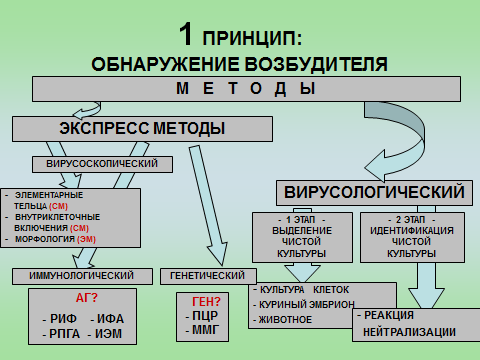 1 ПРИНЦИП:
ОБНАРУЖЕНИЕ ВОЗБУДИТЕЛЯ
М Е Т О Д Ы
ЭКСПРЕСС МЕТОДЫ
ВИРУСОСКОПИЧЕСКИЙ
- ЭЛЕМЕНТАРНЫЕ
ТЕЛЬЦА (СМ)
- ВНУТРИКЛЕТОЧНЫЕ
ВКЛЮЧЕНИЯ (СМ)
- МОРФОЛОГИЯ (ЭМ)
ИММУНОЛОГИЧЕСКИЙ
АГ?
- РИФ - ИФА
- РПГА - ИЭМ
ГЕНЕТИЧЕСКИЙ
ГЕН?
- ПЦР
- ММГ
ВИРУСОЛОГИЧЕСКИЙ
- 1 ЭТАП -
ВЫДЕЛЕНИЕ
ЧИСТОЙ
КУЛЬТУРЫ
- 2 ЭТАП -
ИДЕНТИФИКАЦИЯ
ЧИСТОЙ
КУЛЬТУРЫ
- КУЛЬТУРА КЛЕТОК
- КУРИНЫЙ ЭМБРИОН
- ЖИВОТНОЕ
- РЕАКЦИЯ
НЕЙТРАЛИЗАЦИИ